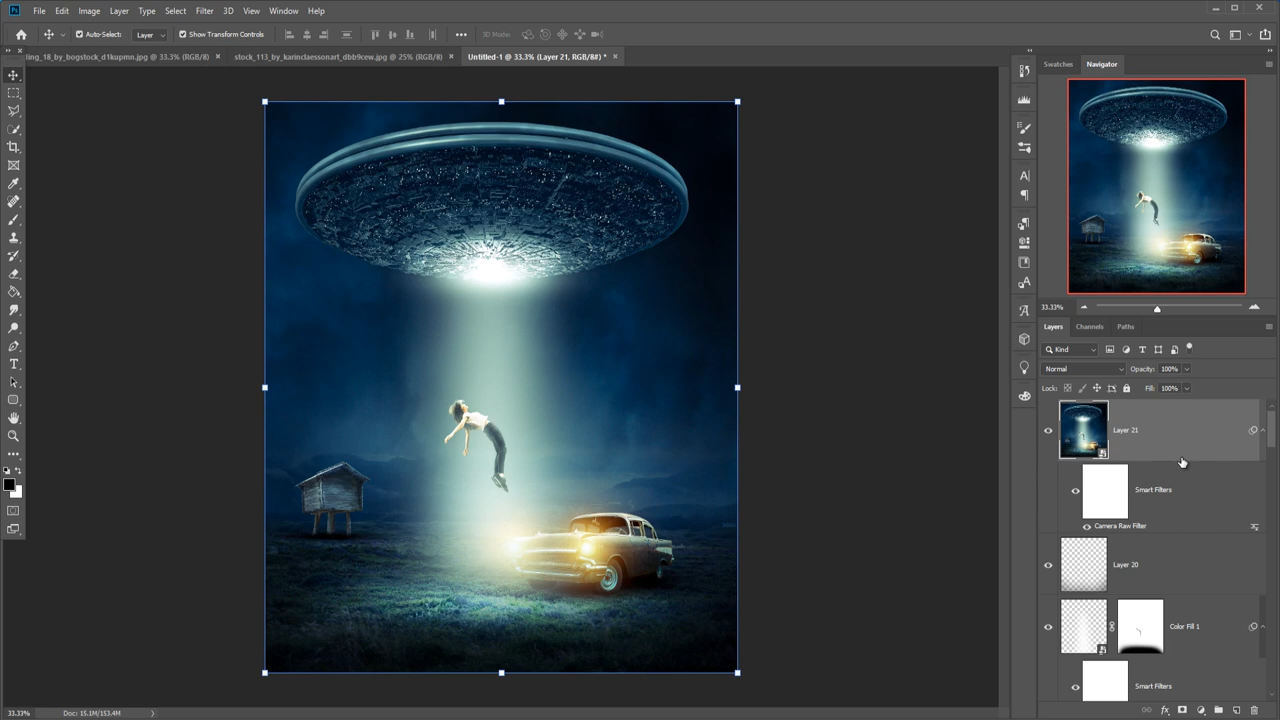 Ps File Edit Image Layer Type Select Filter 3D View Window Help
Auto-Select: Layer Show Transform Controls 3D Mode:
ling_18_by_bogstock_d1kupmn.jpg @ 33.3% (RGB/8) × stock_113_by_karinclaessonart_dbb9cew.jpg @ 25% (RGB/8) × Untitled-1 @ 33.3% (Layer 21, RGB/8#) * ×
Swatches Navigator
33.33%
Layers Channels Paths
Kind
Normal Opacity: 100%
Lock: Fill: 100%
Layer 21
Smart Filters
Camera Raw Filter
Layer 20
Color Fill 1
Smart Filters
33.33% Doc: 15.1M/153.4M